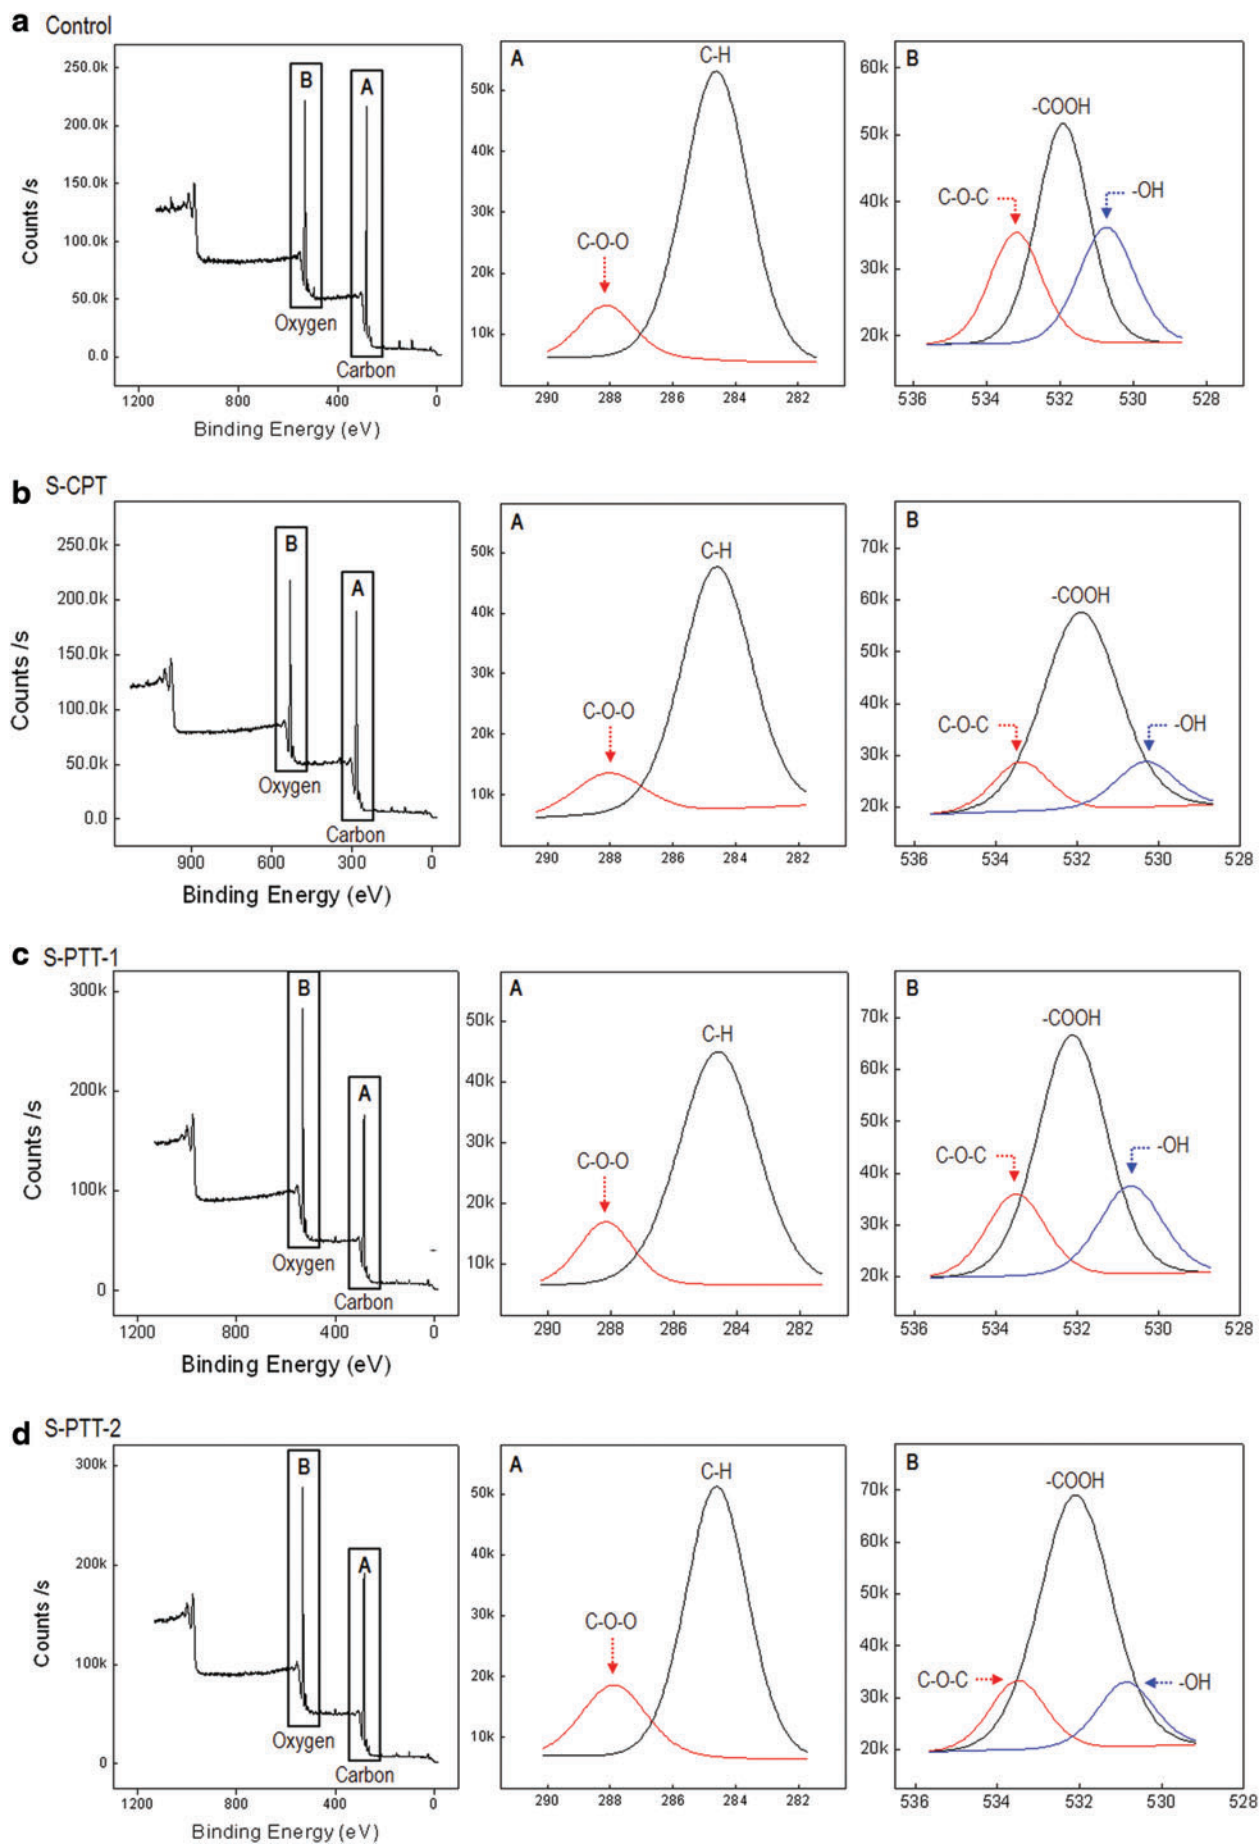 a Control
250.0k
200.0k
150.0k
100.0k
50.0k
0.0
Counts /s
B
A
Oxygen
Carbon
1200 800 400 0
Binding Energy (eV)
A
C-H
C-O-O
50k
40k
30k
20k
10k
290 288 286 284 282
B
-COOH
C-O-C
-OH
60k
50k
40k
30k
20k
536 534 532 530 528
b S-CPT
250.0k
200.0k
150.0k
100.0k
50.0k
0.0
Counts /s
B
A
Oxygen
Carbon
900 600 300 0
Binding Energy (eV)
A
C-H
C-O-O
50k
40k
30k
20k
10k
290 288 286 284 282
B
-COOH
C-O-C
-OH
70k
60k
50k
40k
30k
20k
536 534 532 530 528
c S-PTT-1
300k
200k
100k
0
Counts /s
B
A
Oxygen
Carbon
1200 800 400 0
Binding Energy (eV)
A
C-H
C-O-O
50k
40k
30k
20k
10k
290 288 286 284 282
B
-COOH
C-O-C
-OH
70k
60k
50k
40k
30k
20k
536 534 532 530 528
d S-PTT-2
300k
200k
100k
0
Counts /s
B
A
Oxygen
Carbon
1200 800 400 0
Binding Energy (eV)
A
C-H
C-O-O
50k
40k
30k
20k
10k
290 288 286 284 282
B
-COOH
C-O-C
-OH
70k
60k
50k
40k
30k
20k
536 534 532 530 528